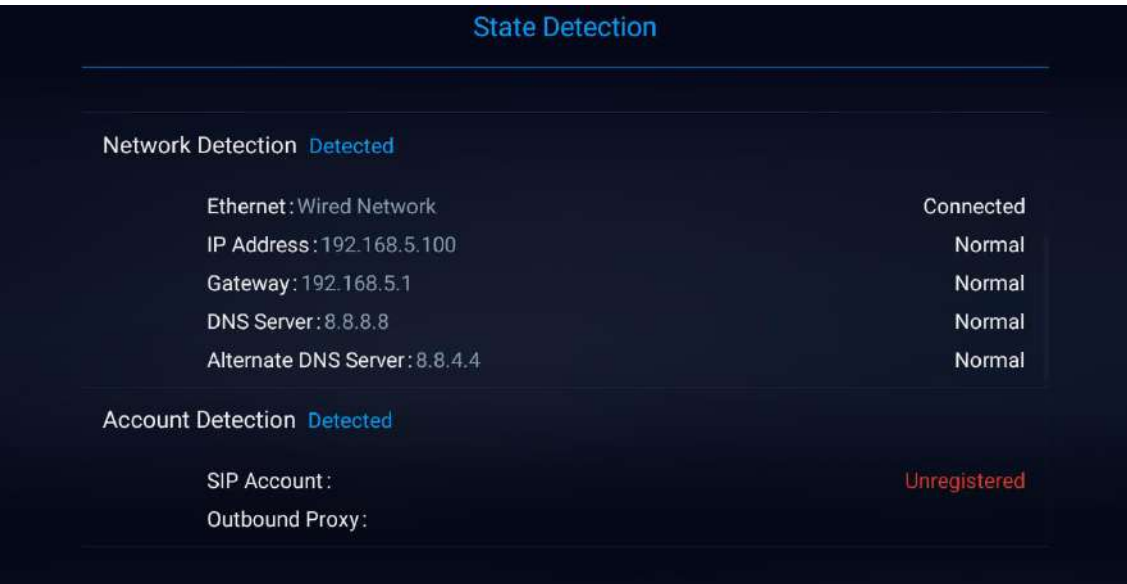 State Detection
Network Detection Detected
Ethernet: Wired Network Connected
IP Address: 192.168.5.100 Normal
Gateway: 192.168.5.1 Normal
DNS Server: 8.8.8.8 Normal
Alternate DNS Server: 8.8.4.4 Normal
Account Detection Detected
SIP Account: Unregistered
Outbound Proxy: